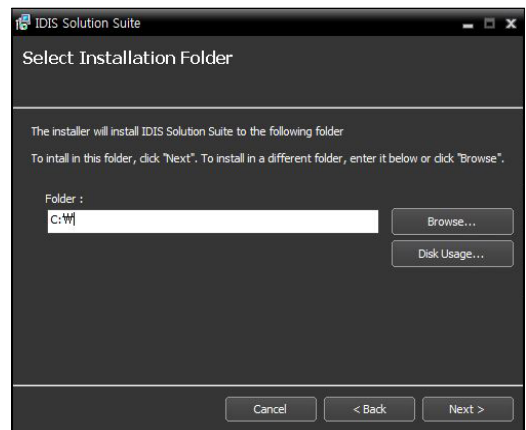 IDIS Solution Suite
Select Installation Folder
The installer will install IDIS Solution Suite to the following folder
To intall in this folder, click "Next". To install in a different folder, enter it below or click "Browse".
Folder :
C:₩
Browse...
Disk Usage...
Cancel
< Back
Next >